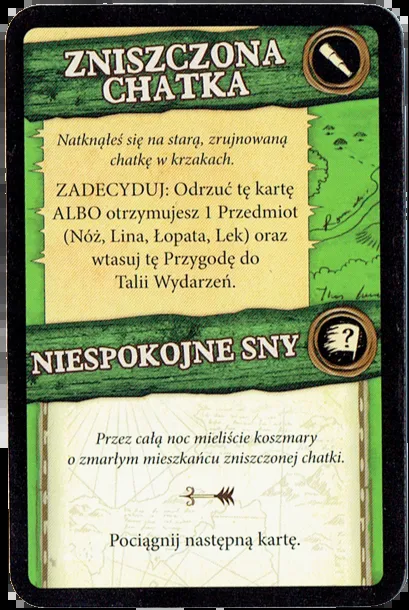 ZNISZCZONA
CHATKA
Natknąłeś się na starą, zrujnowaną
chatkę w krzakach.
ZADECYDUJ: Odrzuć tę kartę
ALBO otrzymujesz 1 Przedmiot
(Nóż, Lina, Łopata, Lek) oraz
wtasuj tę Przygodę do
Talii Wydarzeń.
NIESPOKOJNE SNY
?
Przez całą noc mieliście koszmary
o zmarłym mieszkańcu zniszczonej chatki.
Pociągnij następną kartę.